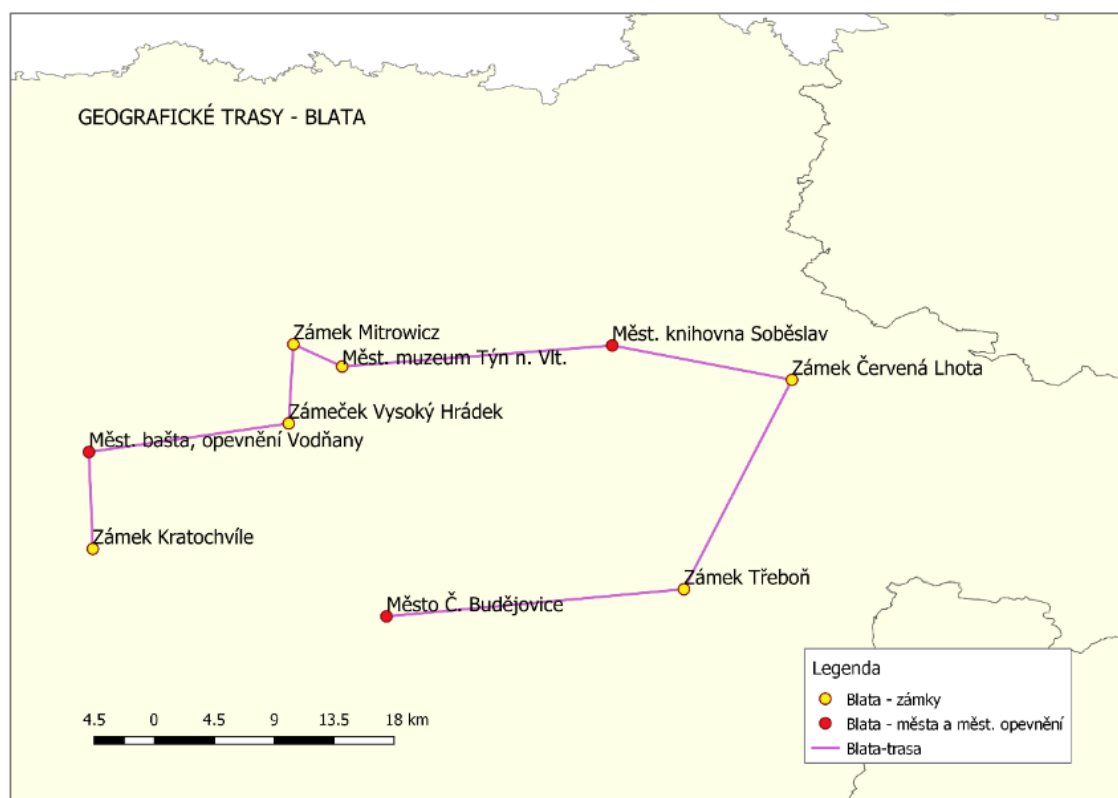 GEOGRAFICKÉ TRASY - BLATA
Zámek Mitrowicz
Měst. knihovna Soběslav
Měst. muzeum Týn n. Vlt.
Zámek Červená Lhota
Zámeček Vysoký Hrádek
Měst. bašta, opevnění Vodňany
Zámek Kratochvíle
Zámek Třeboň
Město Č. Budějovice
Legenda
Blata - zámky
Blata - města a měst. opevnění
Blata-trasa
4.5 0 4.5 9 13.5 18 km